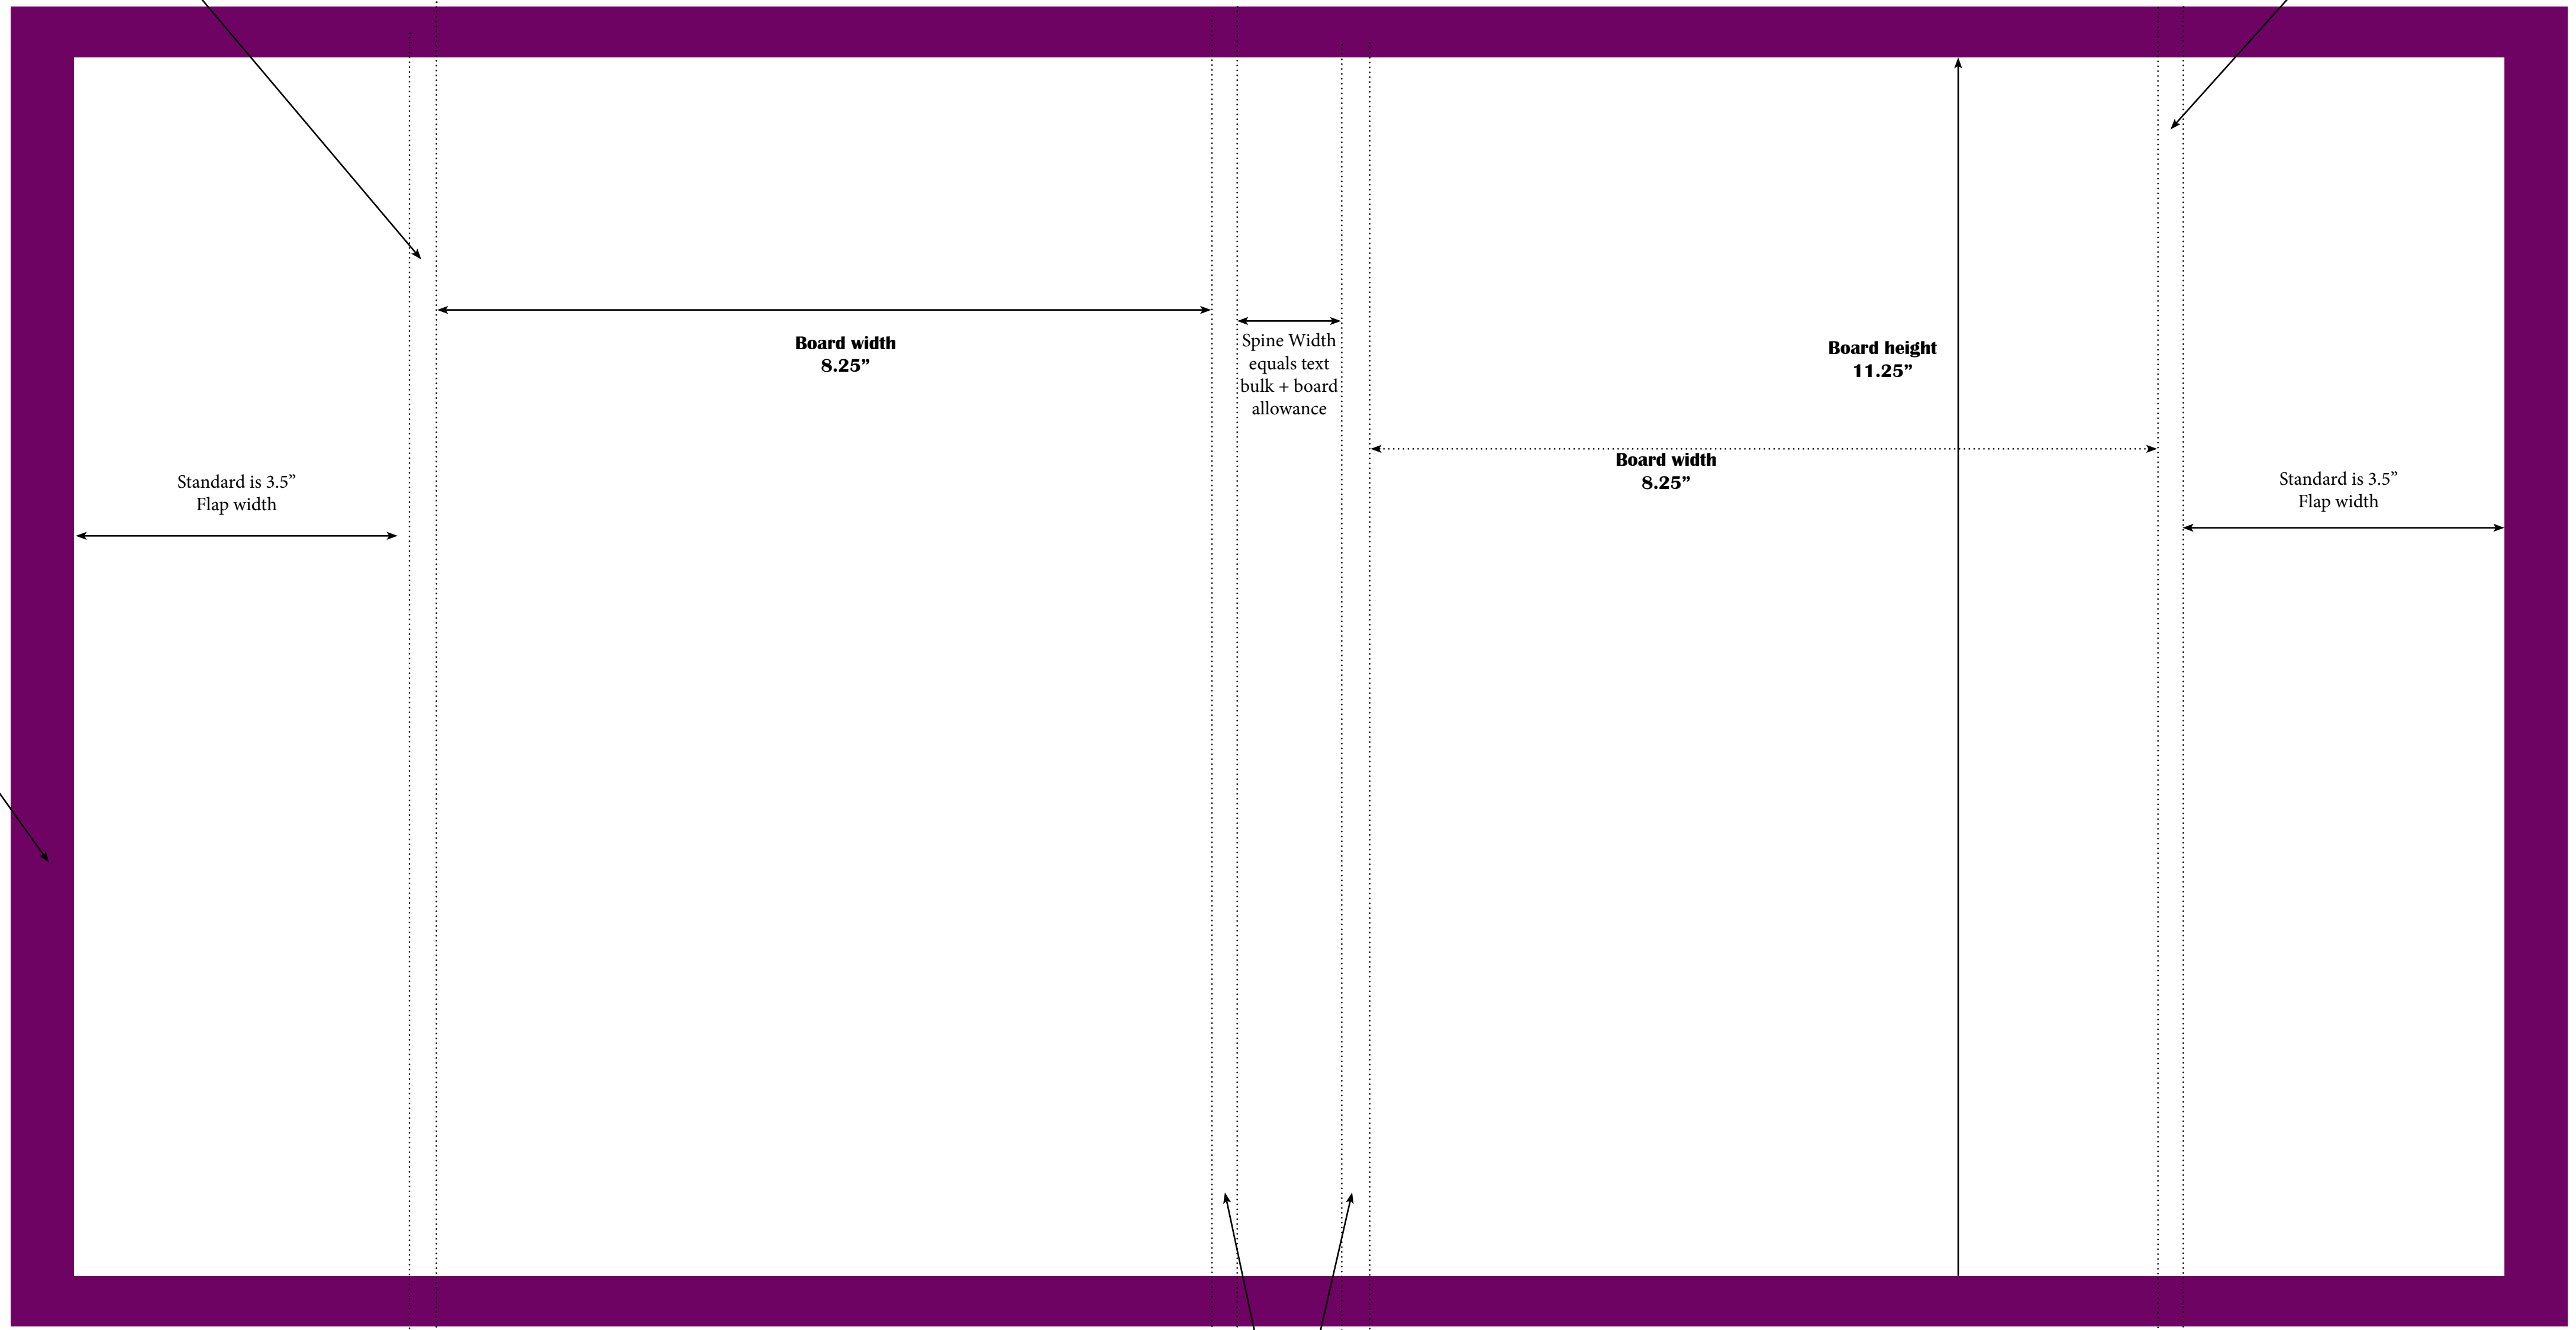 Board width
8.25”
Spine Width
equals text
bulk + board
allowance
Board height
11.25”
Board width
8.25”
Standard is 3.5”
Flap width
Standard is 3.5”
Flap width